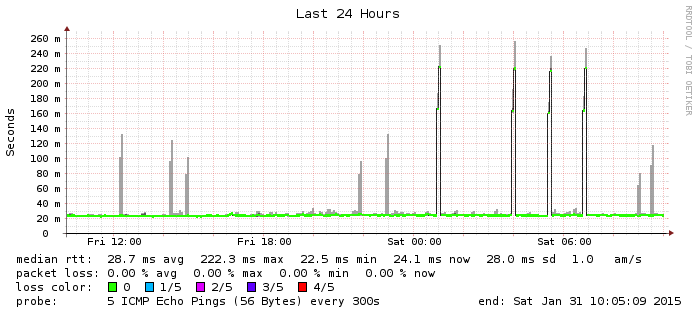 Last 24 Hours
RRDTOOL / TOBI OETIKER
Seconds
260 m
240 m
220 m
200 m
180 m
160 m
140 m
120 m
100 m
80 m
60 m
40 m
20 m
0
Fri 12:00 Fri 18:00 Sat 00:00 Sat 06:00
median rtt: 28.7 ms avg 222.3 ms max 22.5 ms min 24.1 ms now 28.0 ms sd 1.0 am/s
packet loss: 0.00 % avg 0.00 % max 0.00 % min 0.00 % now
loss color: 0 1/5 2/5 3/5 4/5
probe: 5 ICMP Echo Pings (56 Bytes) every 300s end: Sat Jan 31 10:05:09 2015